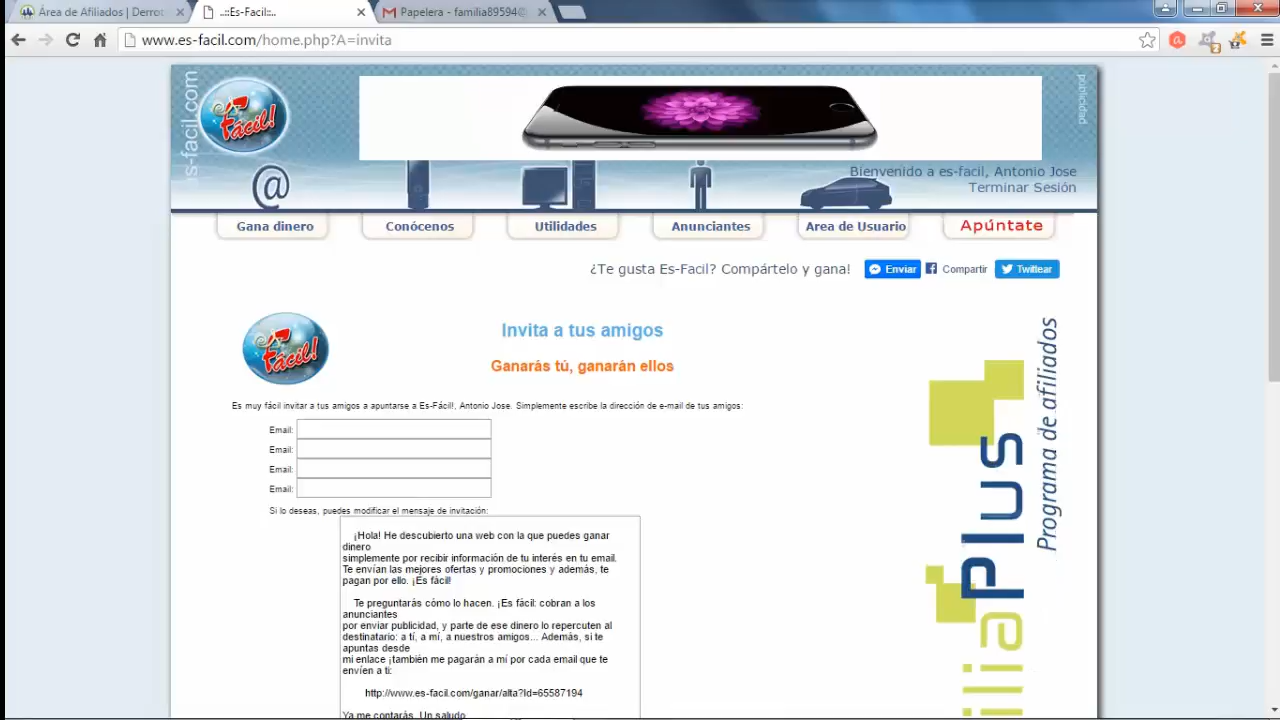 Área de Afiliados | Derrot
..::Es-Facil::..
Papelera - familia89594@
www.es-facil.com/home.php?A=invita
es-facil.com
Fácil!
publicidad
Bienvenido a es-facil, Antonio Jose
Terminar Sesión
@
Gana dinero
Conócenos
Utilidades
Anunciantes
Area de Usuario
Apúntate
¿Te gusta Es-Facil? Compártelo y gana!
Enviar
Compartir
Twittear
Fácil!
Invita a tus amigos
Ganarás tú, ganarán ellos
Es muy fácil invitar a tus amigos a apuntarse a Es-Fácil!, Antonio Jose. Simplemente escribe la dirección de e-mail de tus amigos:
Email:
Email:
Email:
Email:
Si lo deseas, puedes modificar el mensaje de invitación:
¡Hola! He descubierto una web con la que puedes ganar
dinero
simplemente por recibir información de tu interés en tu email.
Te envían las mejores ofertas y promociones y además, te
pagan por ello. ¡Es fácil!
Te preguntarás cómo lo hacen. ¡Es fácil: cobran a los
anunciantes
por enviar publicidad, y parte de ese dinero lo repercuten al
destinatario: a tí, a mí, a nuestros amigos... Además, si te
apuntas desde
mi enlace ¡también me pagarán a mí por cada email que te
envíen a ti:
http://www.es-facil.com/ganar/alta?Id=65587194
Ya me contarás. Un saludo
iliaplus
Programa de afiliados